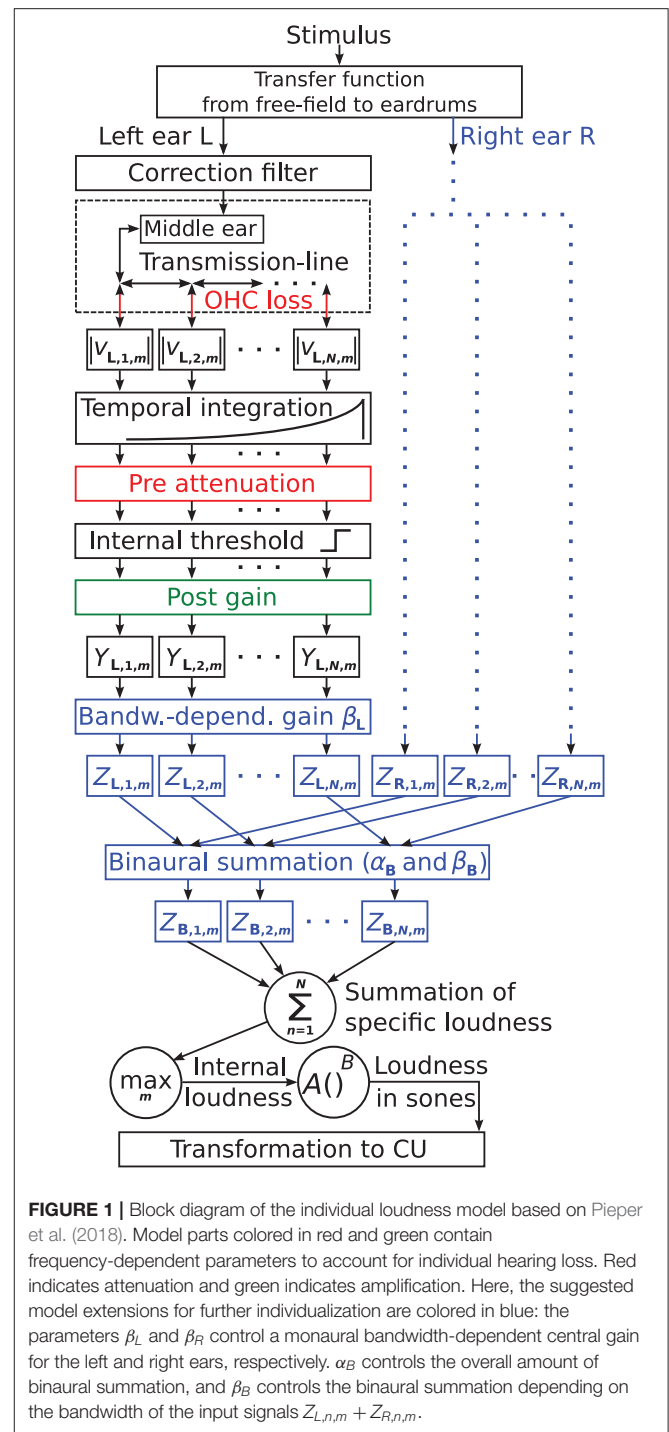 Stimulus
Transfer function
from free-field to eardrums
Left ear L
Right ear R
Correction filter
Middle ear
Transmission-line
OHC loss
|V_L,1,m| |V_L,2,m| · · · |V_L,N,m|
Temporal integration
Pre attenuation
Internal threshold
Post gain
Y_L,1,m Y_L,2,m · · · Y_L,N,m
Bandw.-depend. gain β_L
Z_L,1,m Z_L,2,m · · · Z_L,N,m Z_R,1,m Z_R,2,m · · Z_R,N,m
Binaural summation (α_B and β_B)
Z_B,1,m Z_B,2,m · · · Z_B,N,m
N
∑
n=1
Summation of
specific loudness
max
m
Internal
loudness
A()^B
Loudness
in sones
Transformation to CU
FIGURE 1 | Block diagram of the individual loudness model based on Pieper
et al. (2018). Model parts colored in red and green contain
frequency-dependent parameters to account for individual hearing loss. Red
indicates attenuation and green indicates amplification. Here, the suggested
model extensions for further individualization are colored in blue: the
parameters β_L and β_R control a monaural bandwidth-dependent central gain
for the left and right ears, respectively. α_B controls the overall amount of
binaural summation, and β_B controls the binaural summation depending on
the bandwidth of the input signals Z_L,n,m + Z_R,n,m.